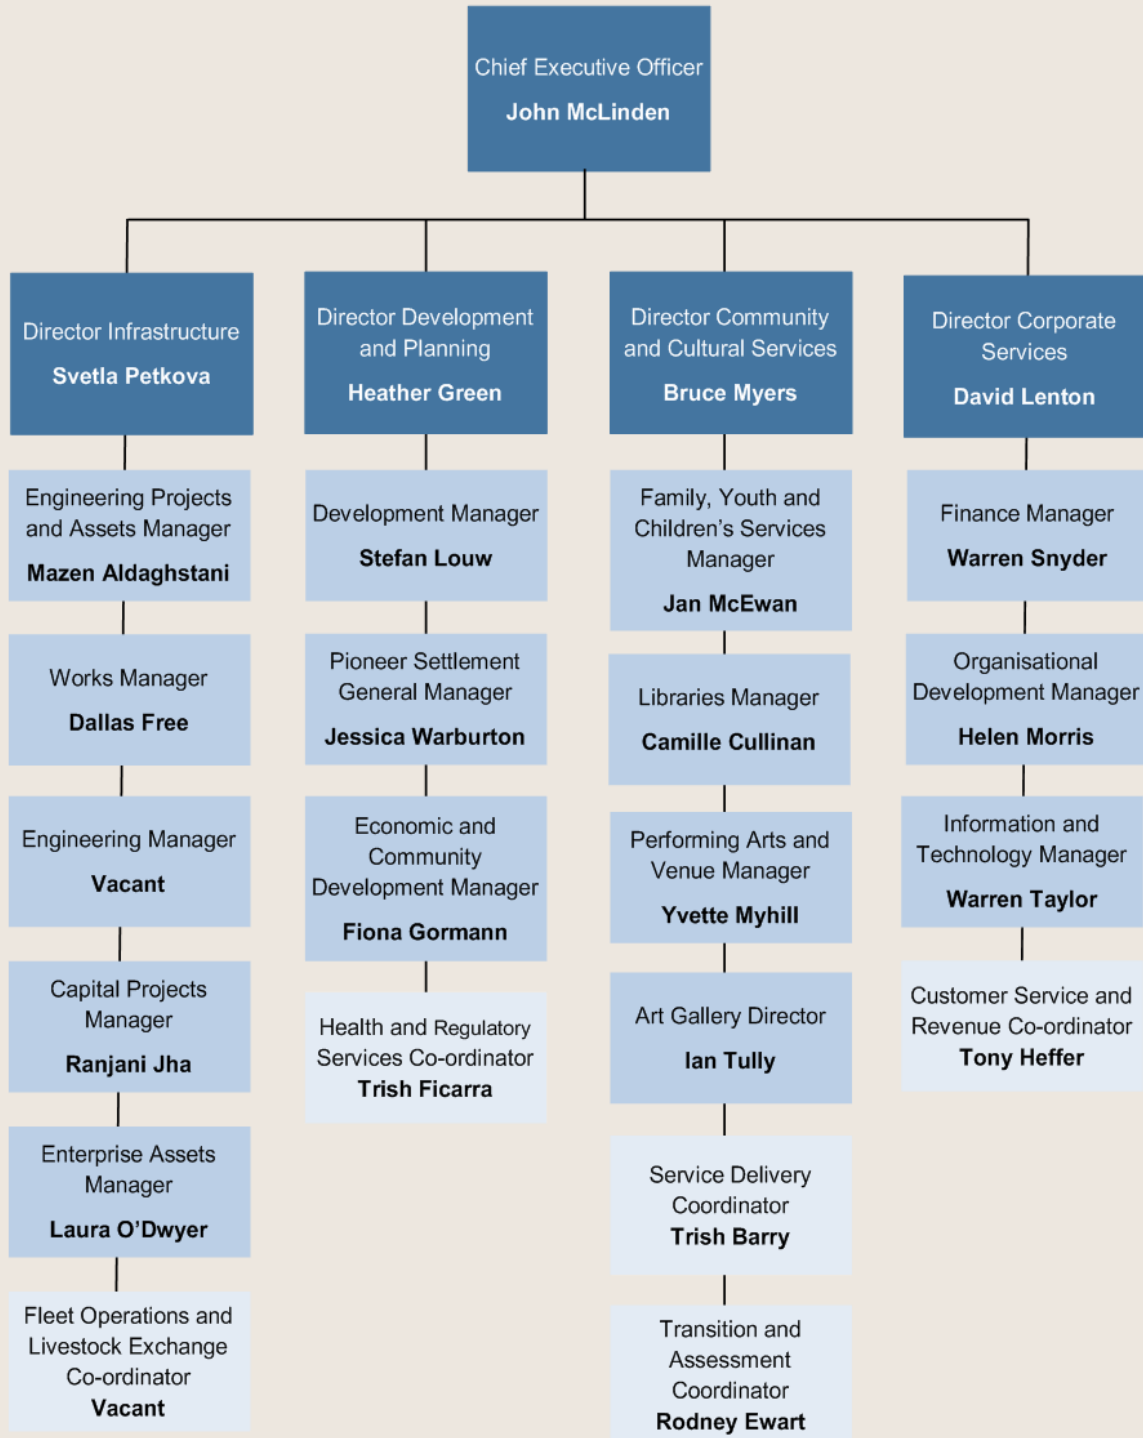 Chief Executive Officer
John McLinden
Director Infrastructure
Svetla Petkova
Director Development
and Planning
Heather Green
Director Community
and Cultural Services
Bruce Myers
Director Corporate
Services
David Lenton
Engineering Projects
and Assets Manager
Mazen Aldaghstani
Works Manager
Dallas Free
Engineering Manager
Vacant
Capital Projects
Manager
Ranjani Jha
Enterprise Assets
Manager
Laura O’Dwyer
Fleet Operations and
Livestock Exchange
Co-ordinator
Vacant
Development Manager
Stefan Louw
Pioneer Settlement
General Manager
Jessica Warburton
Economic and
Community
Development Manager
Fiona Gormann
Health and Regulatory
Services Co-ordinator
Trish Ficarra
Family, Youth and
Children’s Services
Manager
Jan McEwan
Libraries Manager
Camille Cullinan
Performing Arts and
Venue Manager
Yvette Myhill
Art Gallery Director
Ian Tully
Service Delivery
Coordinator
Trish Barry
Transition and
Assessment
Coordinator
Rodney Ewart
Finance Manager
Warren Snyder
Organisational
Development Manager
Helen Morris
Information and
Technology Manager
Warren Taylor
Customer Service and
Revenue Co-ordinator
Tony Heffer